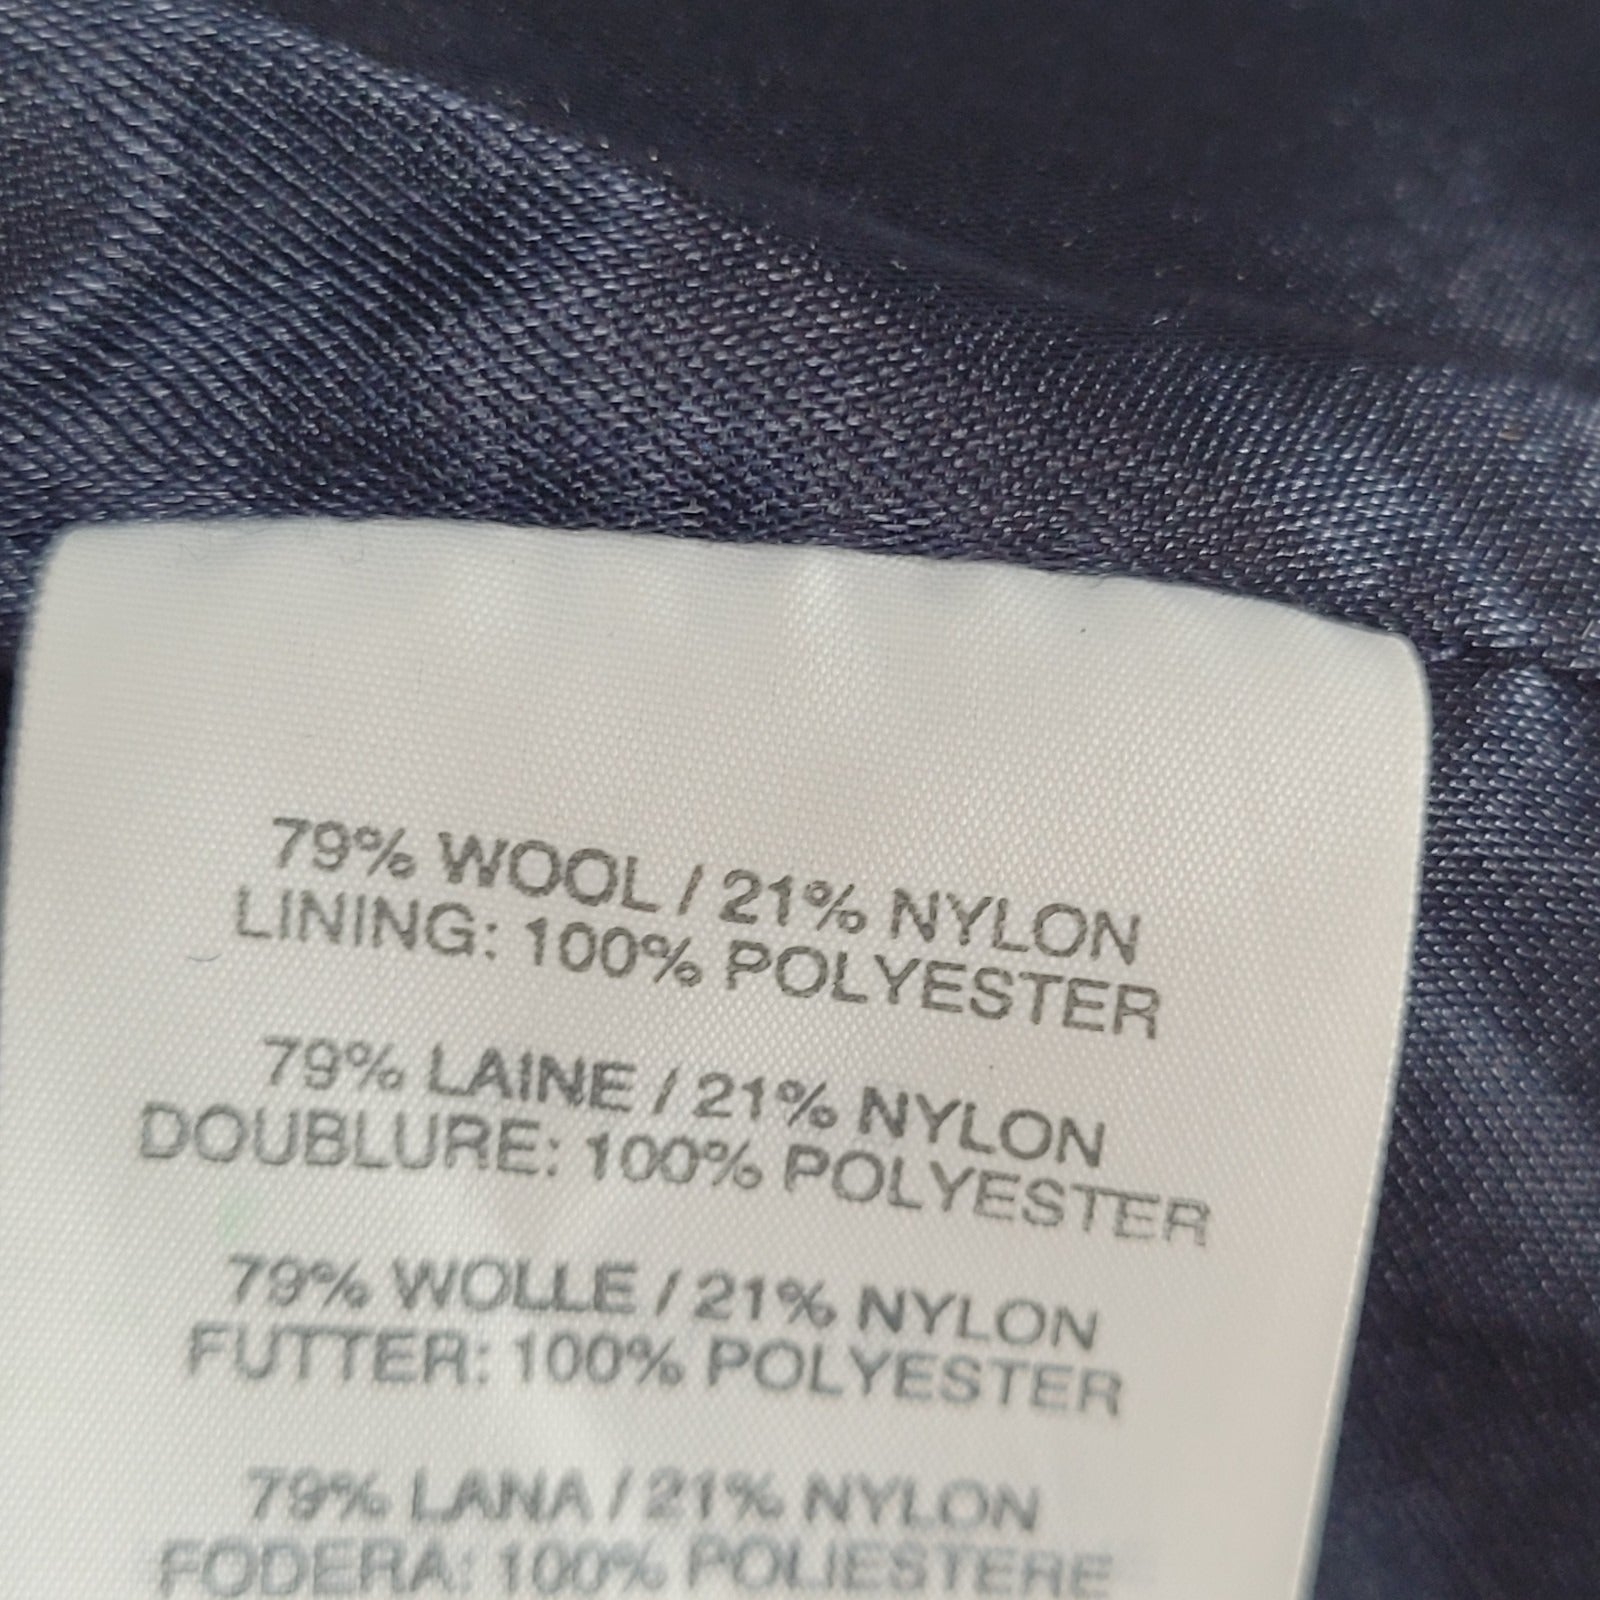 79% WOOL / 21% NYLON
LINING: 100% POLYESTER
79% LAINE / 21% NYLON
DOUBLURE: 100% POLYESTER
79% WOLLE / 21% NYLON
FUTTER: 100% POLYESTER
79% LANA / 21% NYLON
FODERA: 100% POLIESTERE